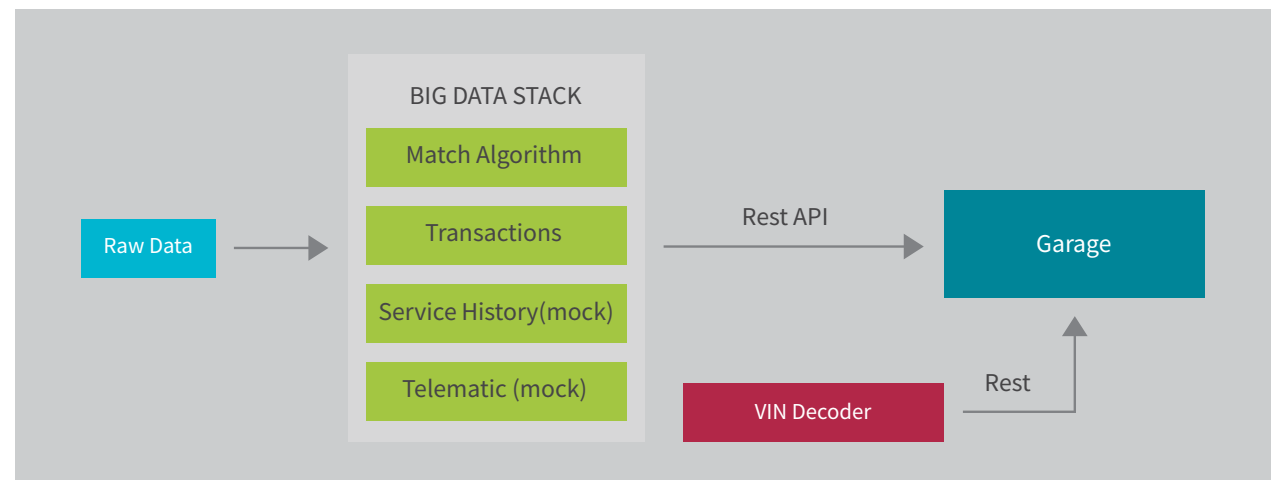 BIG DATA STACK
Match Algorithm
Transactions
Service History(mock)
Telematic (mock)
Raw Data
Rest API
Garage
VIN Decoder
Rest